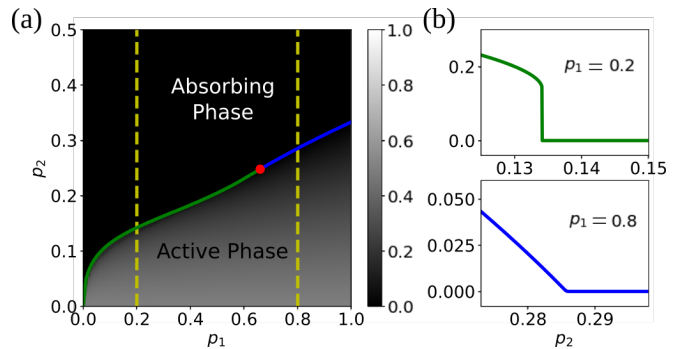 (a)
0.5
0.4
0.3
0.2
0.1
0.0
p₂
Absorbing
Phase
Active Phase
0.0 0.2 0.4 0.6 0.8 1.0
p₁
1.0
0.8
0.6
0.4
0.2
0.0
(b)
0.2
0.0
p₁ = 0.2
0.13 0.14 0.15
0.050
0.025
0.000
p₁ = 0.8
0.28 0.29
p₂